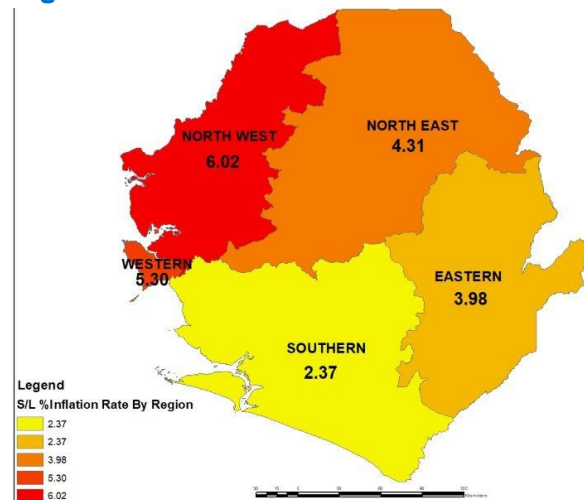 NORTH WEST
6.02
NORTH EAST
4.31
WESTERN
5.30
EASTERN
3.98
SOUTHERN
2.37
Legend
S/L %Inflation Rate By Region
2.37
2.37
3.98
5.30
6.02